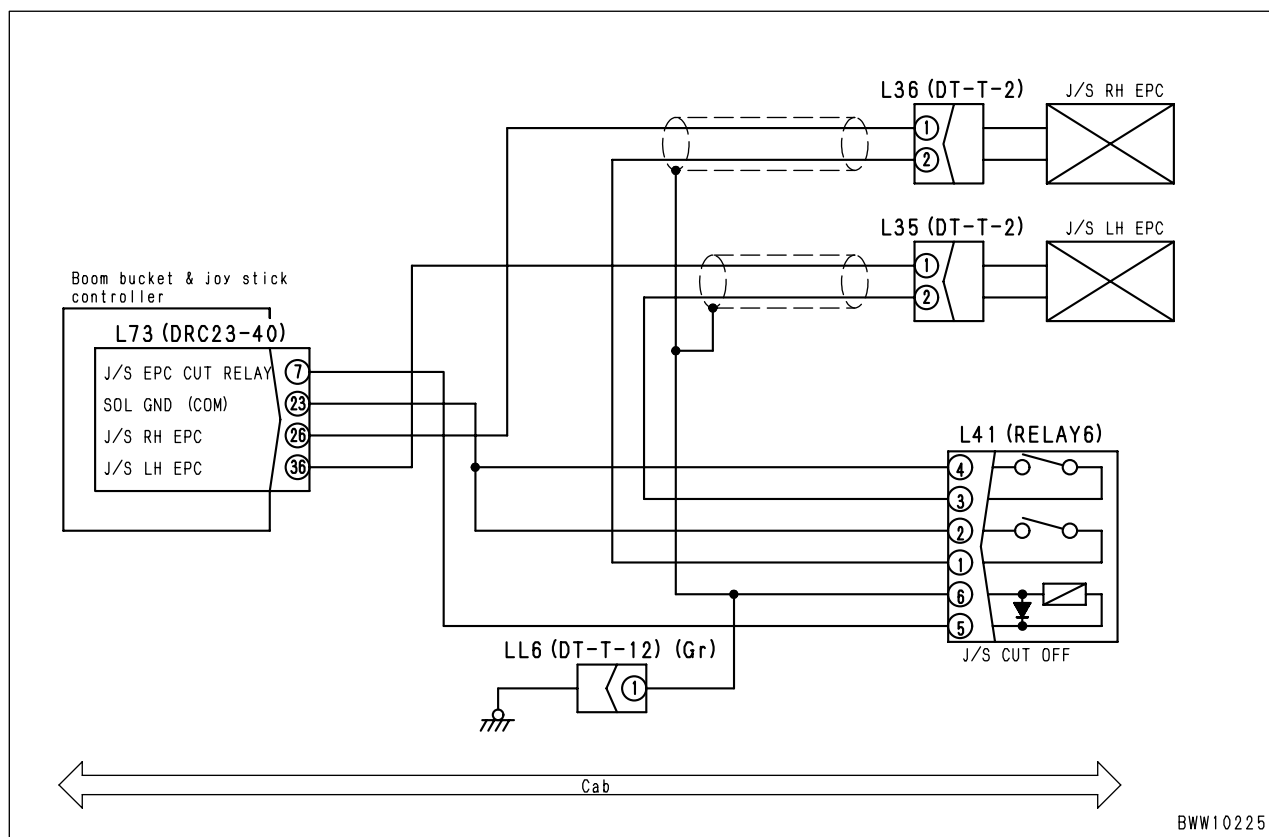 L36 (DT-T-2)
J/S RH EPC
1
2
L35 (DT-T-2)
J/S LH EPC
1
2
Boom bucket & joy stick
controller
L73 (DRC23-40)
J/S EPC CUT RELAY 7
SOL GND (COM) 23
J/S RH EPC 26
J/S LH EPC 36
L41 (RELAY6)
4
3
2
1
6
5
J/S CUT OFF
LL6 (DT-T-12) (Gr)
1
Cab
BWW10225